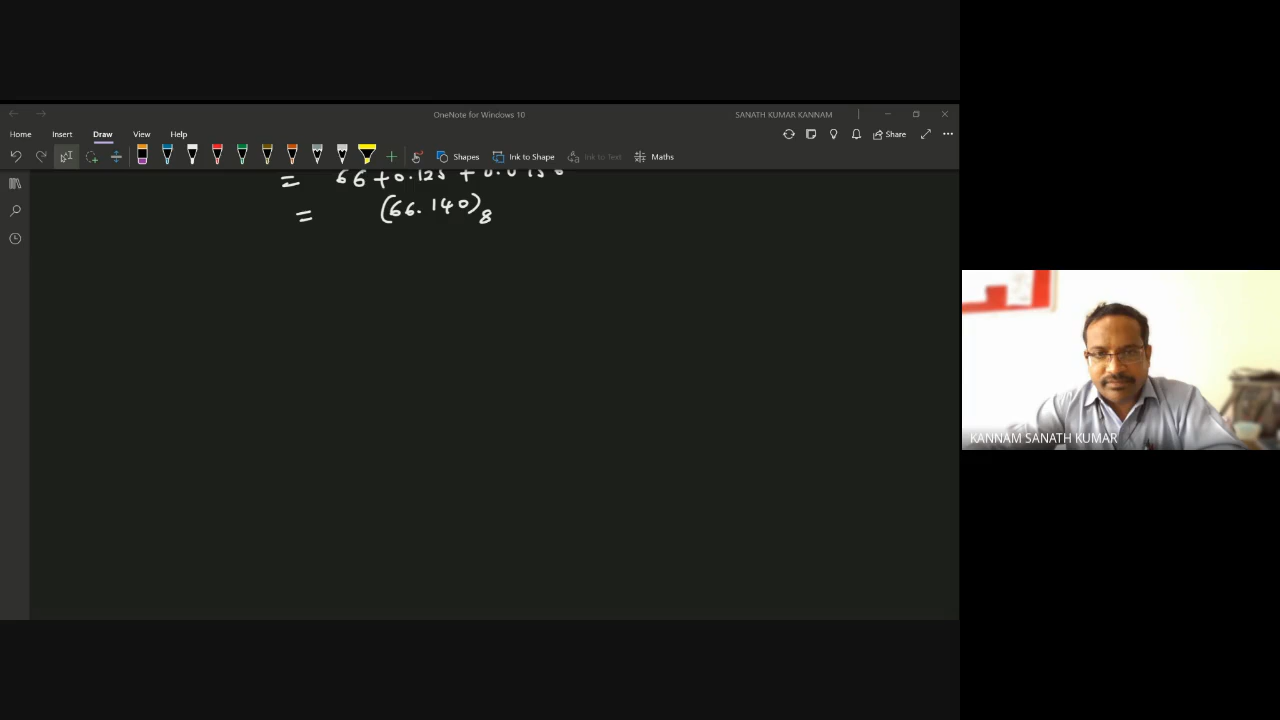 OneNote for Windows 10
SANATH KUMAR KANNAM
Home Insert Draw View Help
Share
Shapes Ink to Shape Ink to Text Maths
= 66 + 0.125 +
= (66.140)8
KANNAM SANATH KUMAR